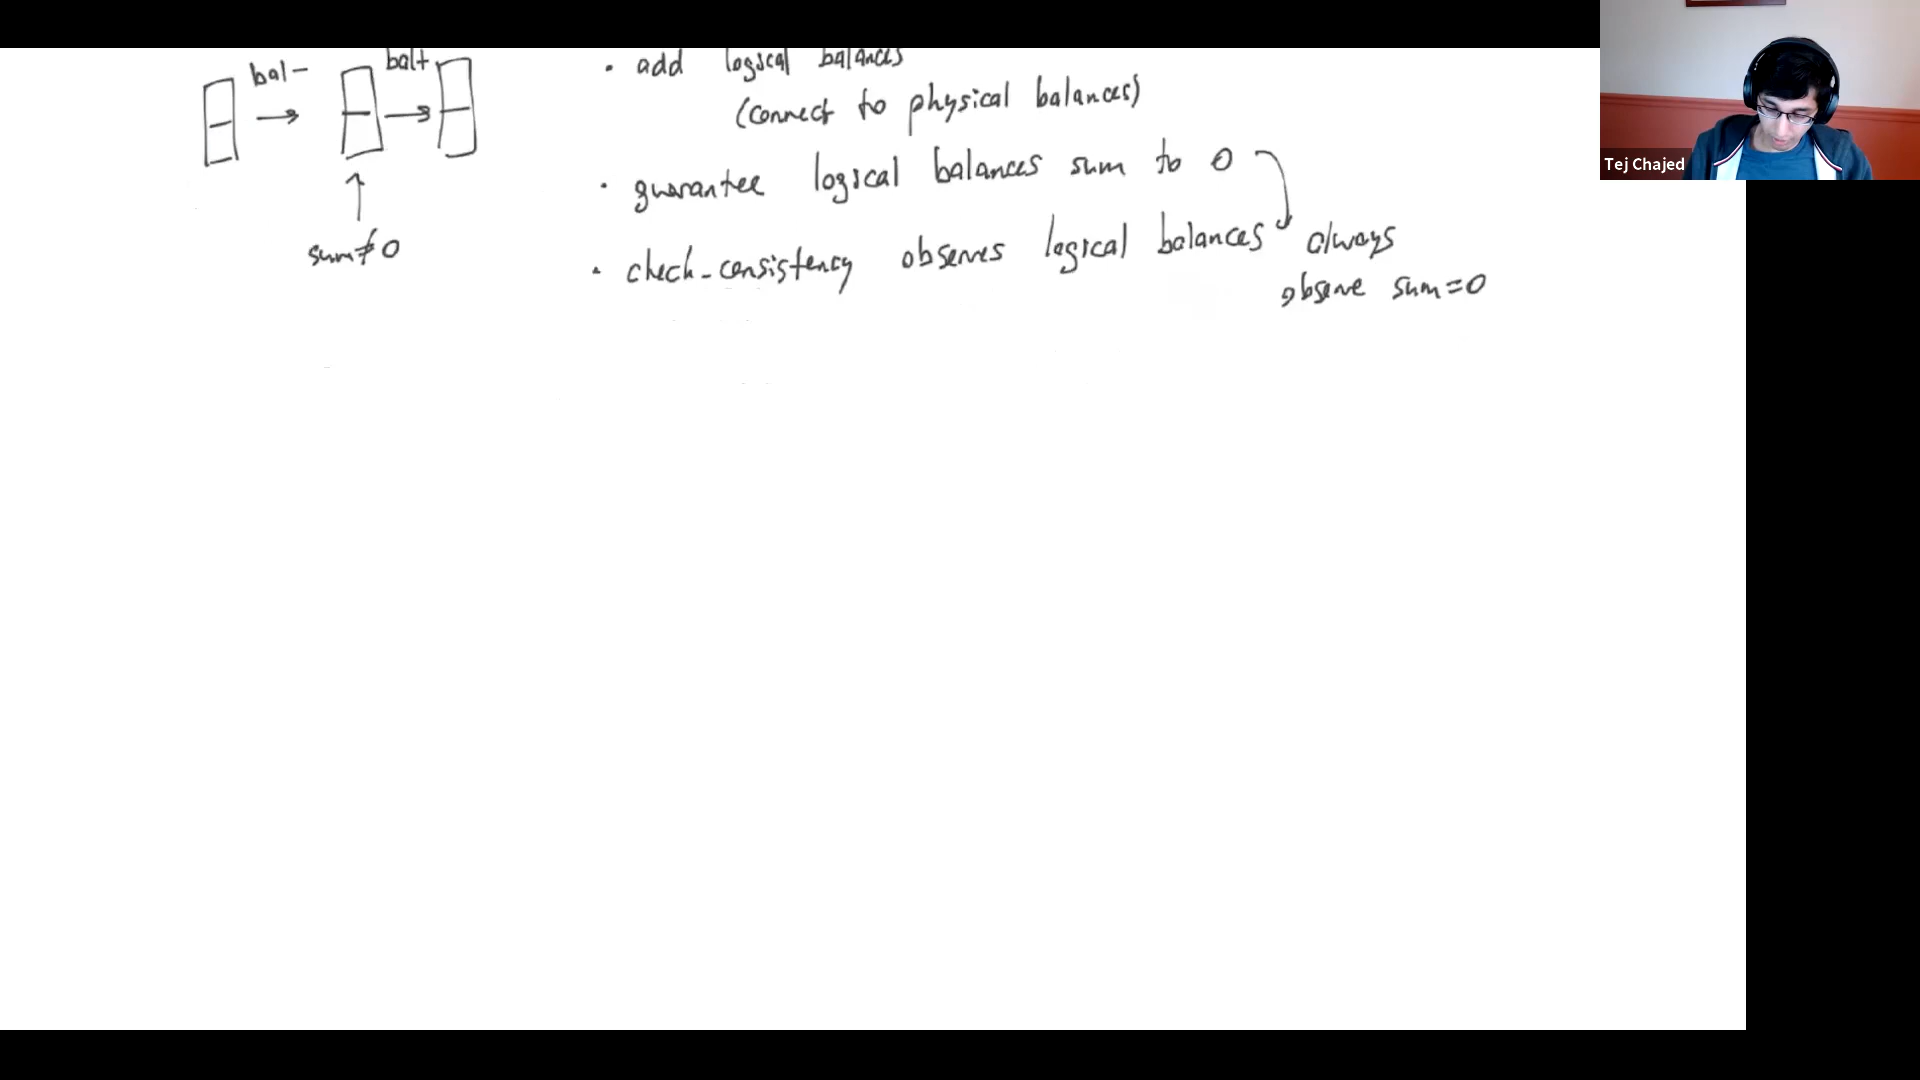 bal-
bal+
sum≠0
• add logical balances
(connect to physical balances)
• guarantee logical balances sum to 0
• check-consistency observes logical balances
always
observe sum=0
Tej Chajed